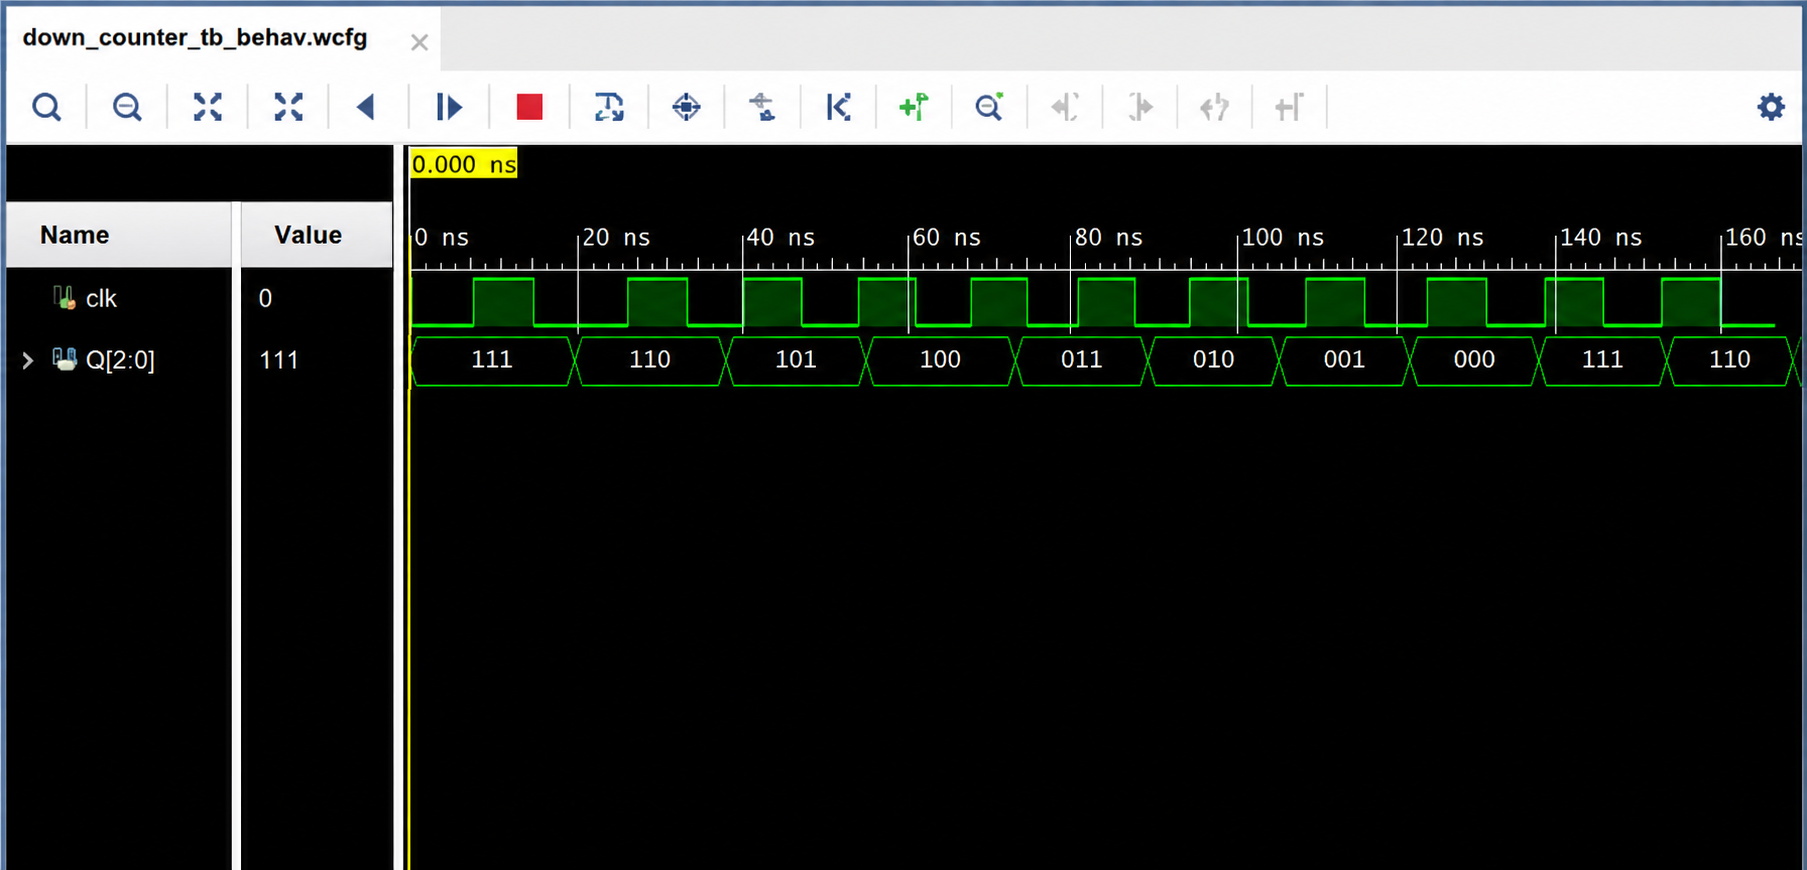 down_counter_tb_behav.wcfg
0.000 ns
Name Value
0 ns 20 ns 40 ns 60 ns 80 ns 100 ns 120 ns 140 ns 160 ns
clk 0
Q[2:0] 111 111 110 101 100 011 010 001 000 111 110